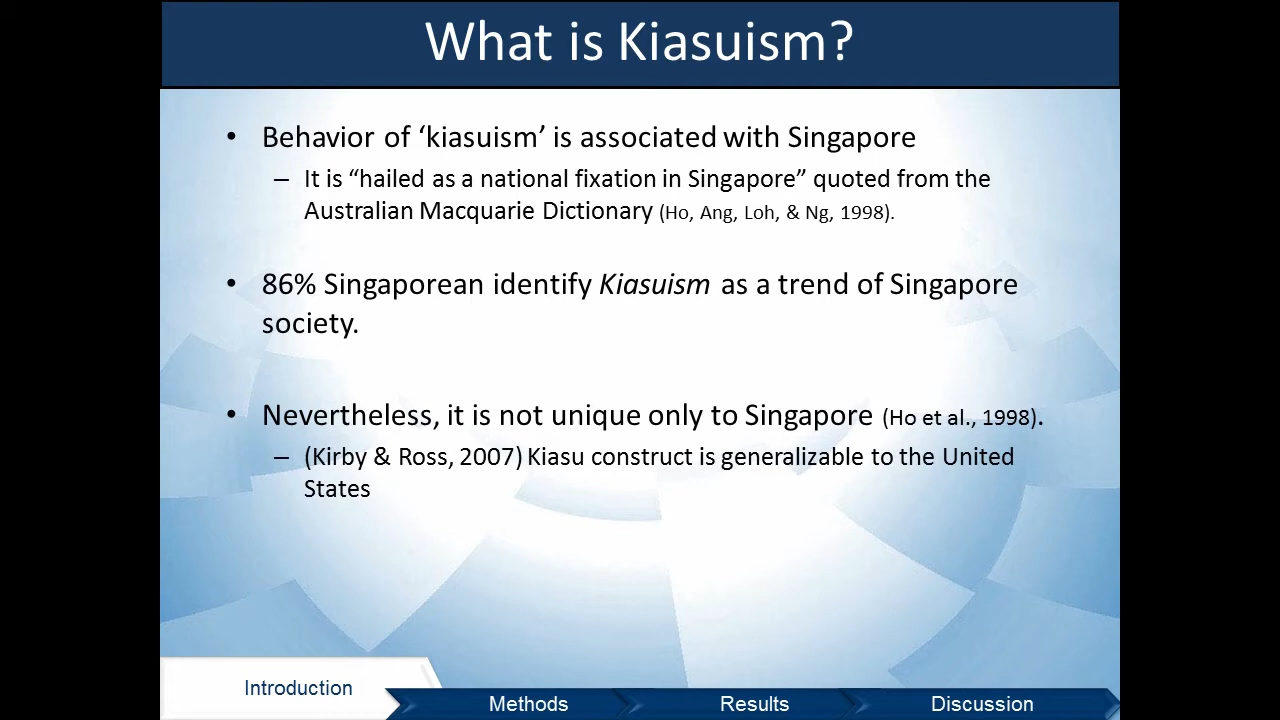 What is Kiasuism?
• Behavior of ‘kiasuism’ is associated with Singapore
– It is “hailed as a national fixation in Singapore” quoted from the
Australian Macquarie Dictionary (Ho, Ang, Loh, & Ng, 1998).
• 86% Singaporean identify Kiasuism as a trend of Singapore
society.
• Nevertheless, it is not unique only to Singapore (Ho et al., 1998).
– (Kirby & Ross, 2007) Kiasu construct is generalizable to the United
States
Introduction
Methods
Results
Discussion